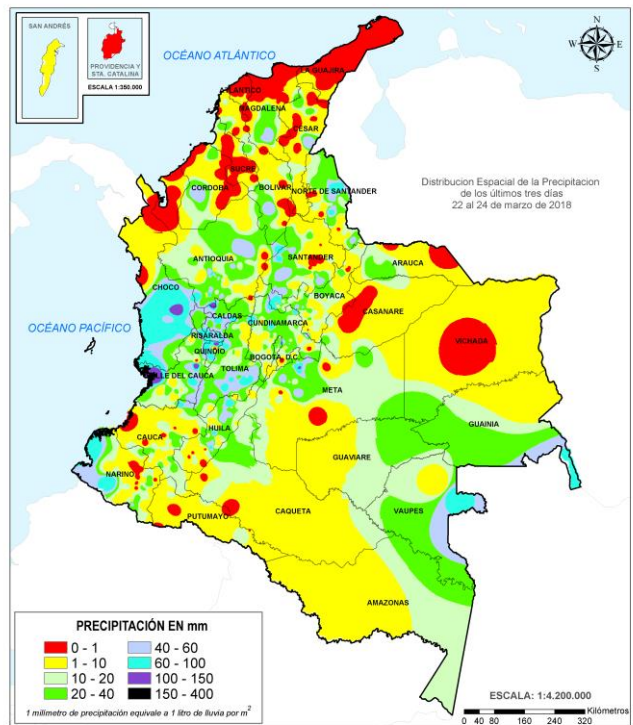 SAN ANDRÉS
PROVIDENCIA Y
STA. CATALINA
ESCALA 1:350.000
OCÉANO ATLÁNTICO
N
W E
S
LA GUAJIRA
ATLANTICO
MAGDALENA
CESAR
SUCRE
CORDOBA
BOLIVAR
NORTE DE SANTANDER
Distribucion Espacial de la Precipitacion
de los últimos tres días
22 al 24 de marzo de 2018
ANTIOQUIA
SANTANDER
ARAUCA
CHOCO
BOYACA
CASANARE
CALDAS
CUNDINAMARCA
OCÉANO PACÍFICO
RISARALDA
VICHADA
QUINDIO
BOGOTA, D.C.
TOLIMA
VALLE DEL CAUCA
META
GUAINIA
HUILA
CAUCA
GUAVIARE
NARIÑO
VAUPES
CAQUETA
PUTUMAYO
AMAZONAS
PRECIPITACIÓN EN mm
0 - 1
40 - 60
1 - 10
60 - 100
10 - 20
100 - 150
20 - 40
150 - 400
1 milimetro de precipitación equivale a 1 litro de lluvia por m²
ESCALA: 1:4.200.000
Kilómetros
0 40 80 160 240 320